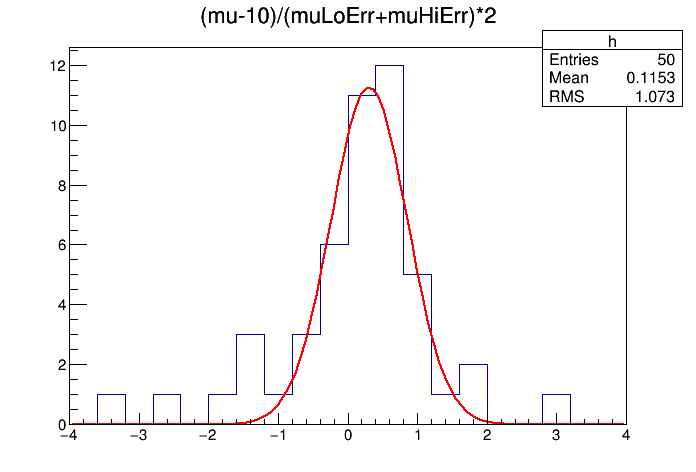 (mu-10)/(muLoErr+muHiErr)*2
h
Entries 50
Mean 0.1153
RMS 1.073
12
10
8
6
4
2
0
−4 −3 −2 −1 0 1 2 3 4